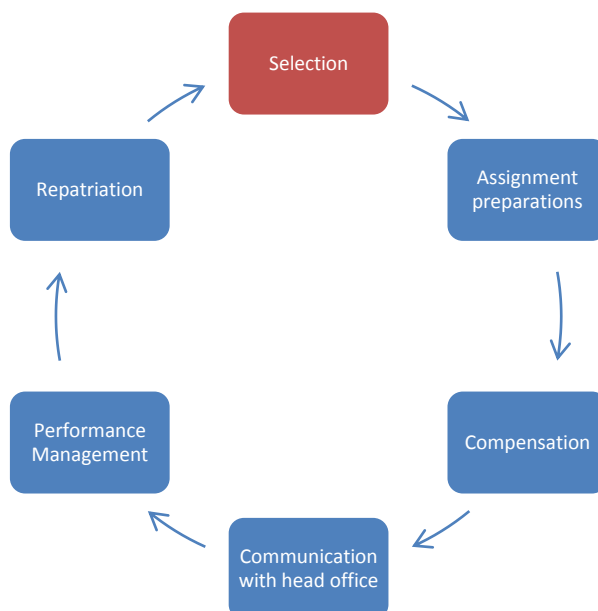 Selection
Assignment
preparations
Compensation
Communication
with head office
Performance
Management
Repatriation